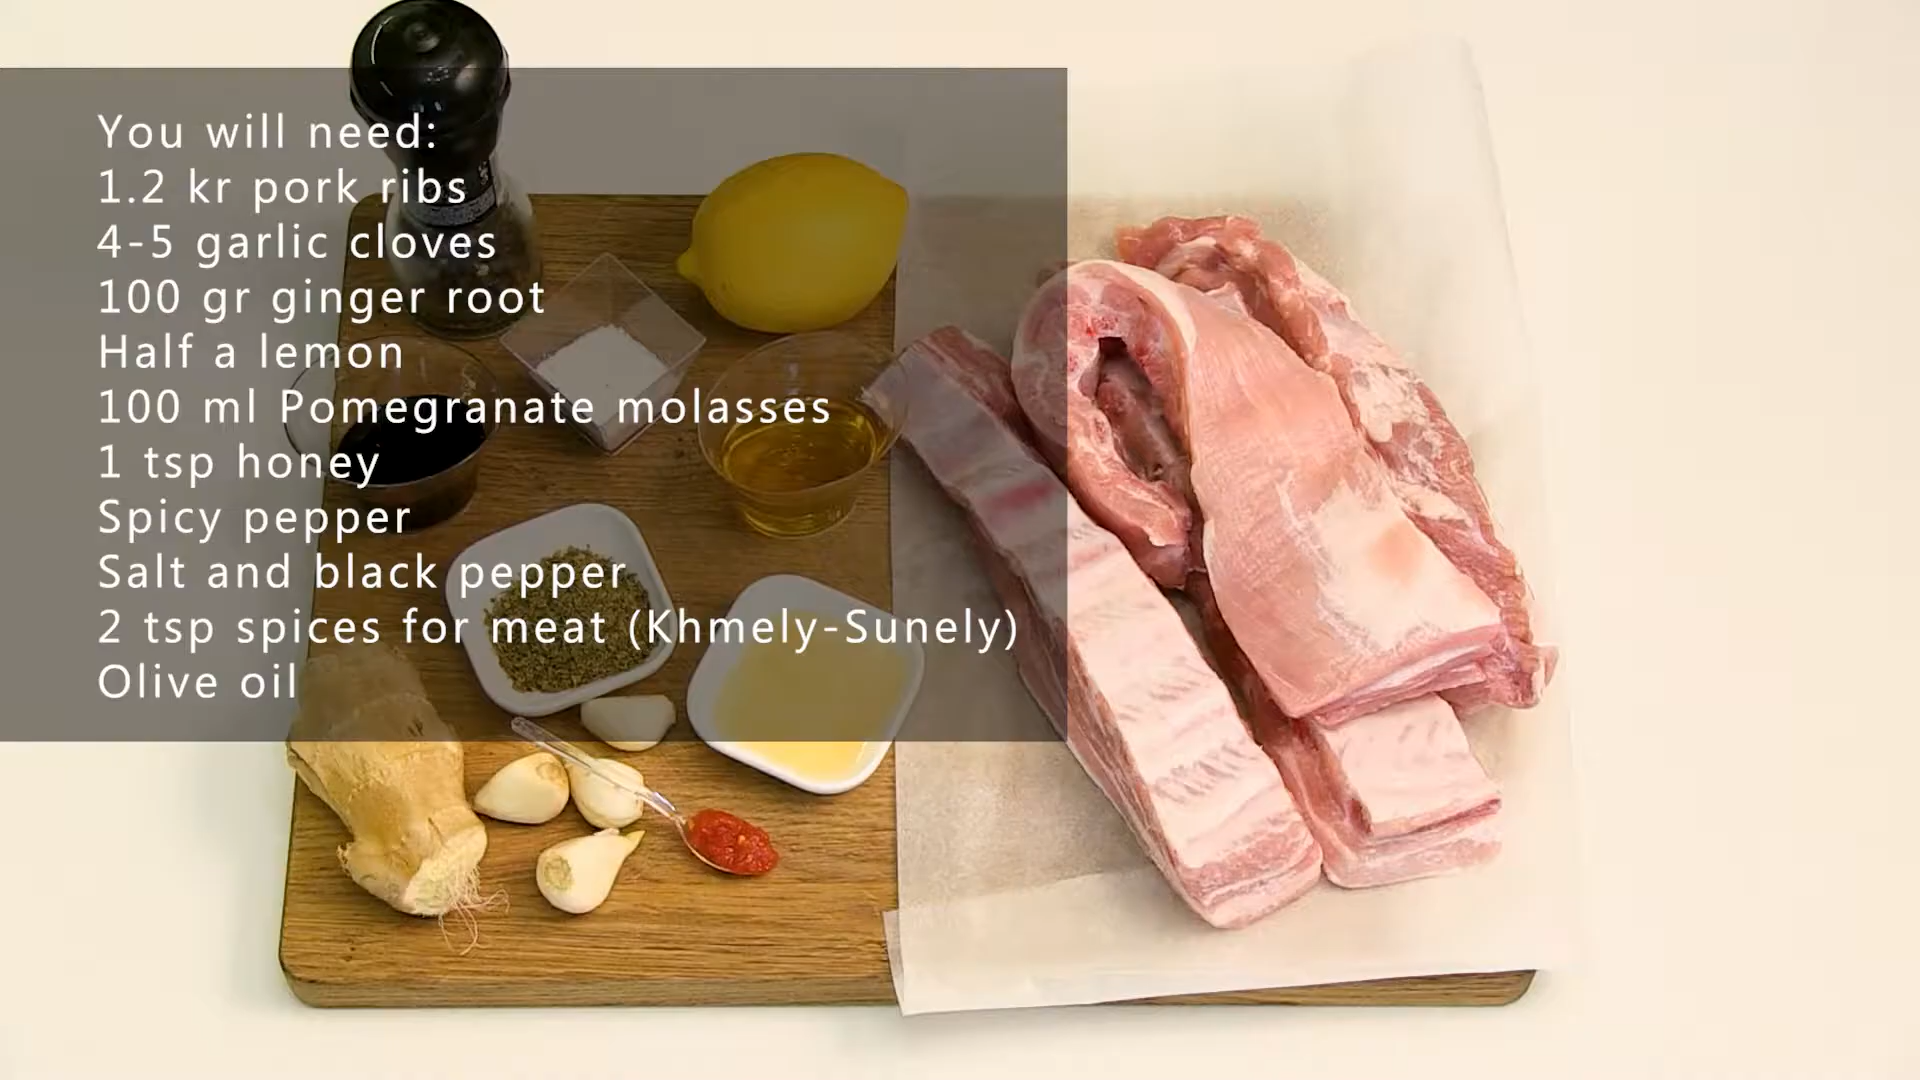 You will need:
1.2 kr pork ribs
4-5 garlic cloves
100 gr ginger root
Half a lemon
100 ml Pomegranate molasses
1 tsp honey
Spicy pepper
Salt and black pepper
2 tsp spices for meat (Khmely-Sunely)
Olive oil